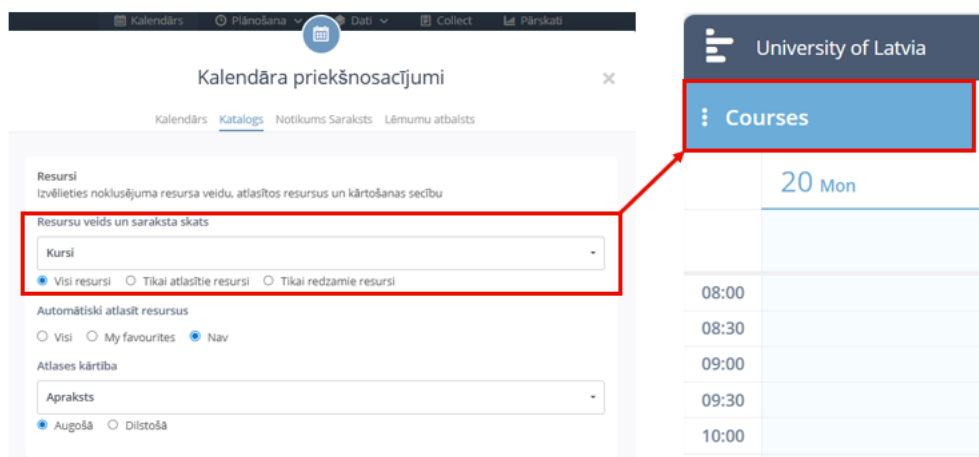 Kalendārs Plānošana Dati Collect Pārskati
Kalendāra priekšnosacījumi
Kalendārs Katalogs Notikums Saraksts Lēmumu atbalsts
Resursi
Izvēlieties noklusējuma resursa veidu, atlasītos resursus un kārtošanas secību
Resursu veids un saraksta skats
Kursi
Visi resursi Tikai atlasītie resursi Tikai redzamie resursi
Automātiski atlasīt resursus
Visi My favourites Nav
Atlases kārtība
Apraksts
Augošā Dilstošā
University of Latvia
Courses
20 Mon
08:00
08:30
09:00
09:30
10:00